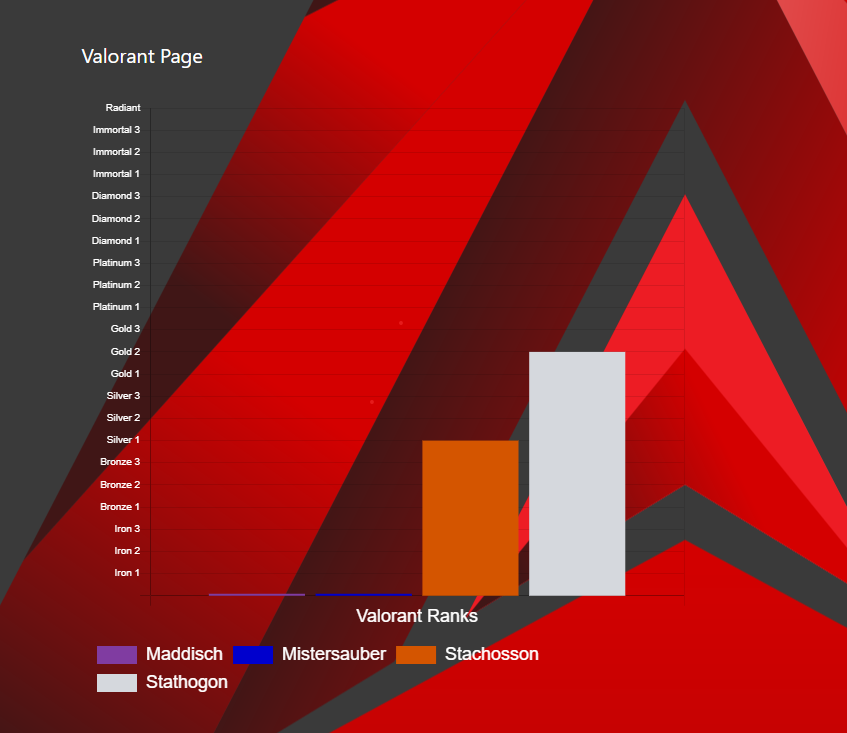 Valorant Page
Radiant
Immortal 3
Immortal 2
Immortal 1
Diamond 3
Diamond 2
Diamond 1
Platinum 3
Platinum 2
Platinum 1
Gold 3
Gold 2
Gold 1
Silver 3
Silver 2
Silver 1
Bronze 3
Bronze 2
Bronze 1
Iron 3
Iron 2
Iron 1
Valorant Ranks
Maddisch Mistersauber Stachosson
Stathogon